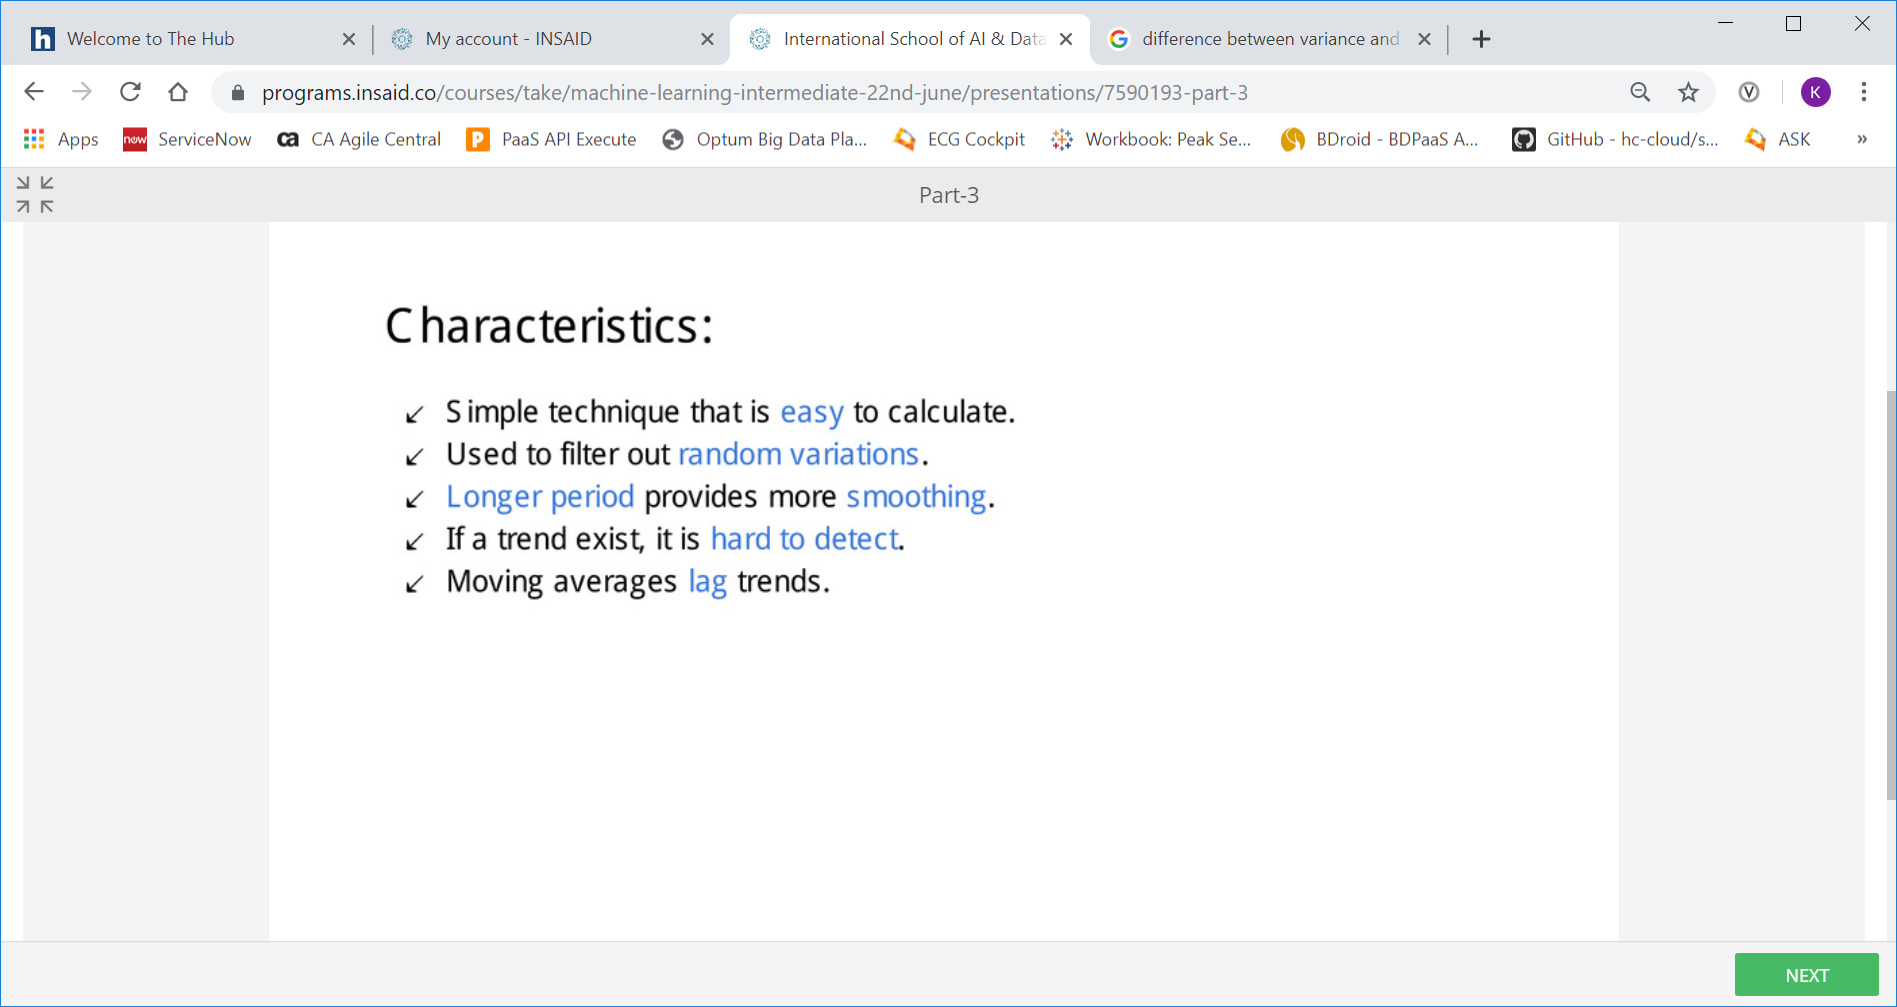 Welcome to The Hub
My account - INSAID
International School of AI & Data
difference between variance and
programs.insaid.co/courses/take/machine-learning-intermediate-22nd-june/presentations/7590193-part-3
K
Apps
now ServiceNow
ca CA Agile Central
P PaaS API Execute
Optum Big Data Pla...
ECG Cockpit
Workbook: Peak Se...
BDroid - BDPaaS A...
GitHub - hc-cloud/s...
ASK
»
Part-3
Characteristics:
Simple technique that is easy to calculate.
Used to filter out random variations.
Longer period provides more smoothing.
If a trend exist, it is hard to detect.
Moving averages lag trends.
NEXT